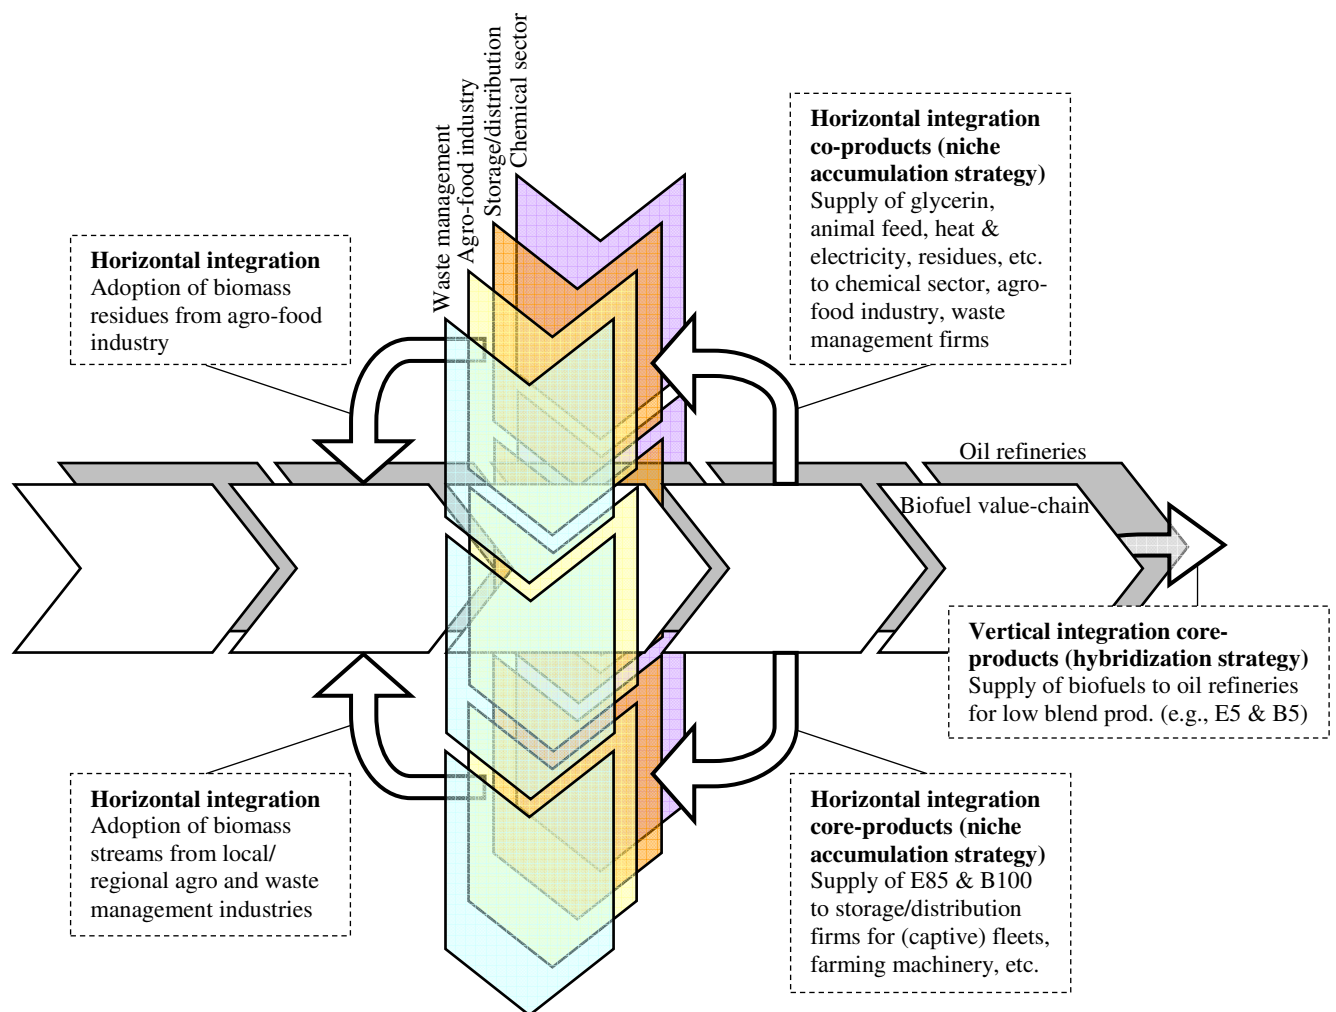 Waste management
Agro-food industry
Storage/distribution
Chemical sector
Horizontal integration
co-products (niche
accumulation strategy)
Supply of glycerin,
animal feed, heat &
electricity, residues, etc.
to chemical sector, agro-
food industry, waste
management firms
Horizontal integration
Adoption of biomass
residues from agro-food
industry
Oil refineries
Biofuel value-chain
Vertical integration core-
products (hybridization strategy)
Supply of biofuels to oil refineries
for low blend prod. (e.g., E5 & B5)
Horizontal integration
Adoption of biomass
streams from local/
regional agro and waste
management industries
Horizontal integration
core-products (niche
accumulation strategy)
Supply of E85 & B100
to storage/distribution
firms for (captive) fleets,
farming machinery, etc.